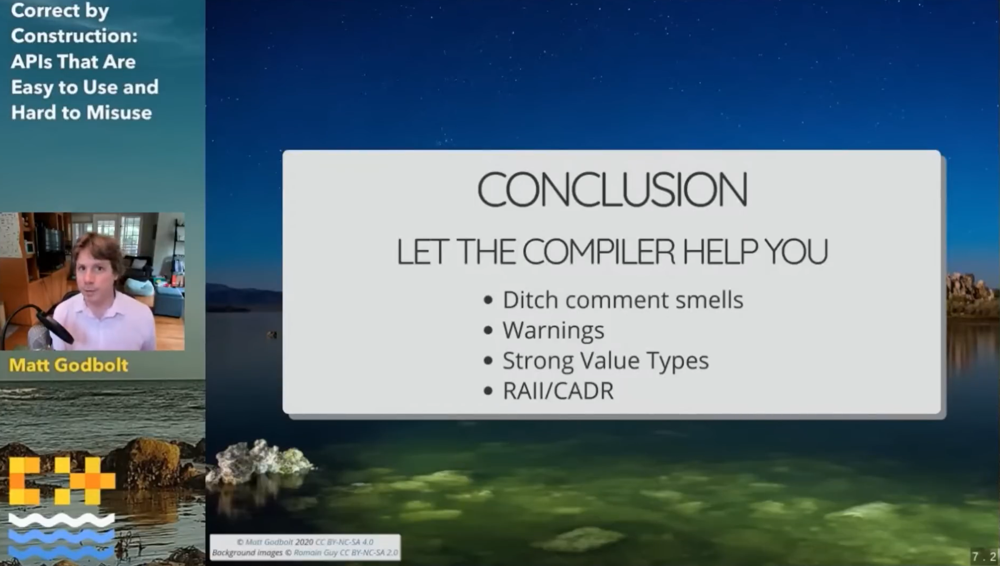 Correct by
Construction:
APIs That Are
Easy to Use and
Hard to Misuse
Matt Godbolt
CONCLUSION
LET THE COMPILER HELP YOU
Ditch comment smells
Warnings
Strong Value Types
RAII/CADR
© Matt Godbolt 2020 CC BY-NC-SA 4.0
Background images © Romain Guy CC BY-NC-SA 2.0
7.2